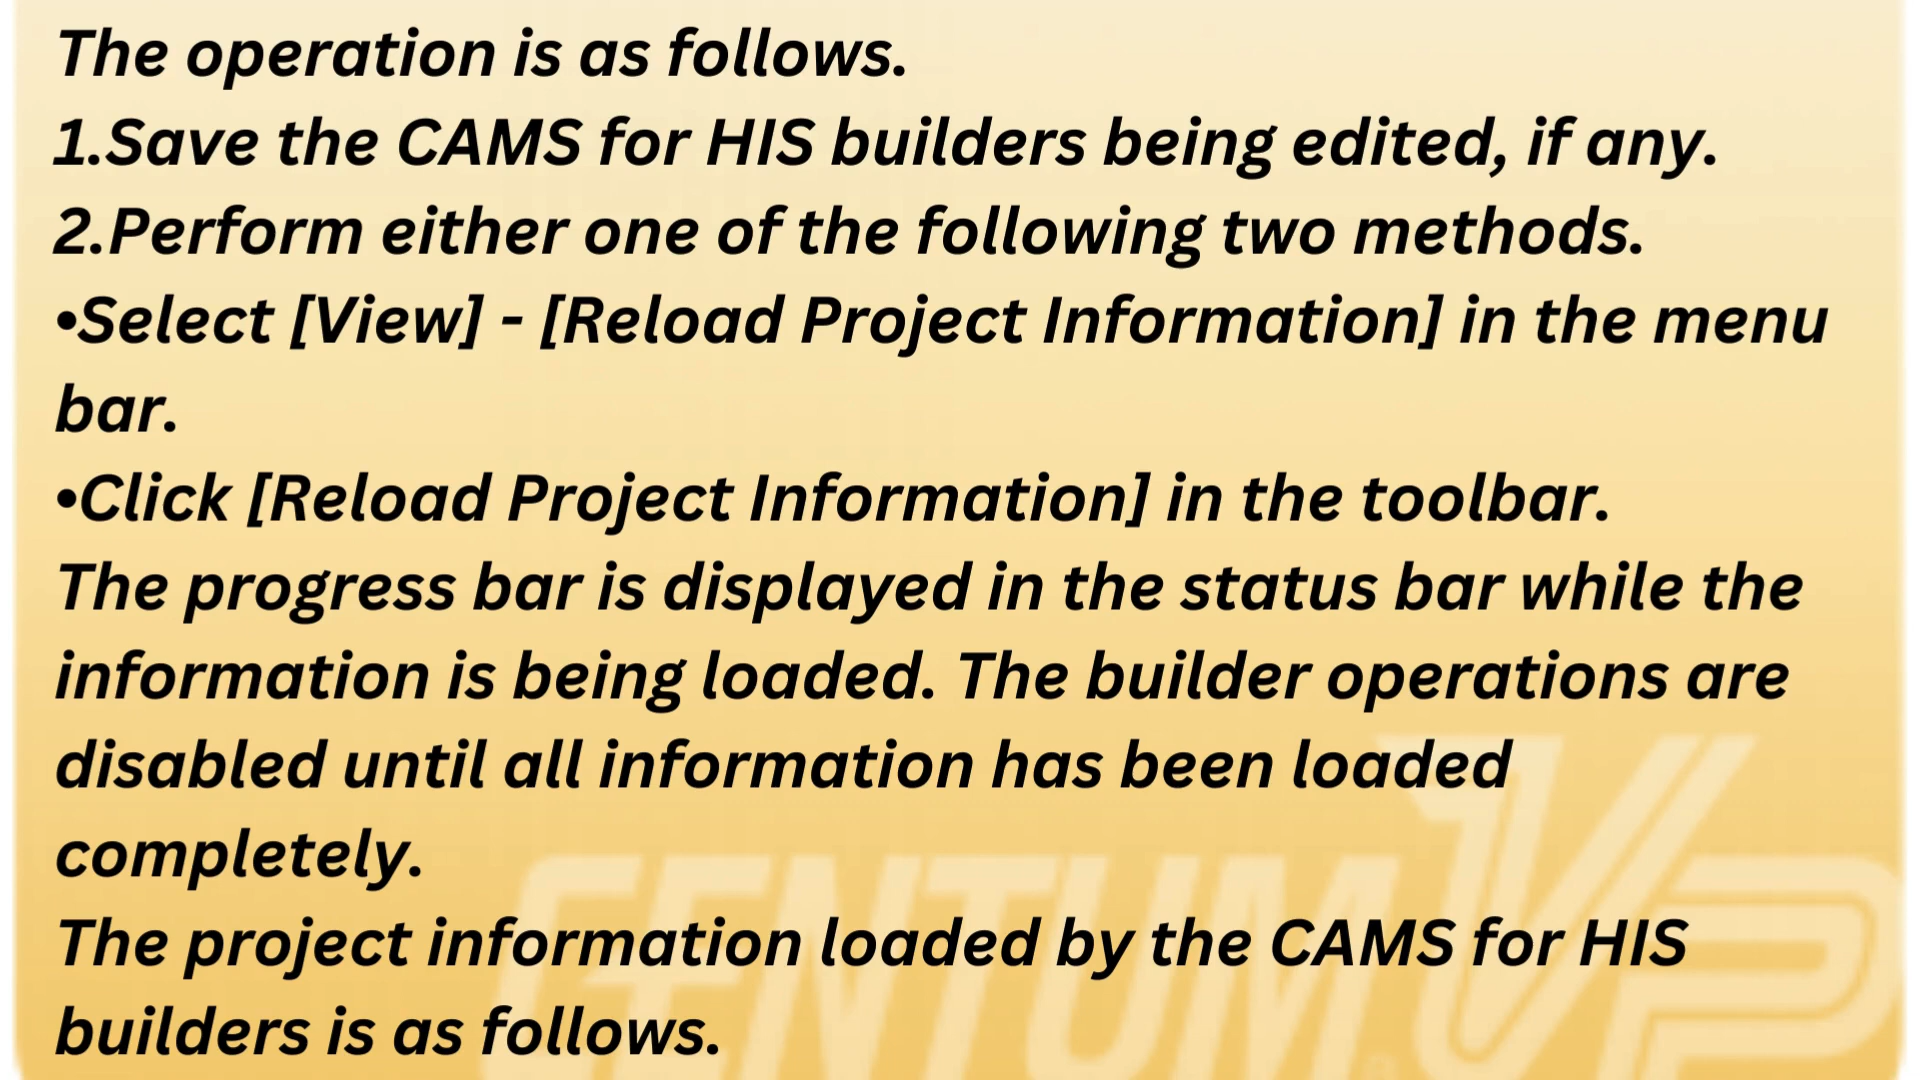 The operation is as follows.
1.Save the CAMS for HIS builders being edited, if any.
2.Perform either one of the following two methods.
•Select [View] - [Reload Project Information] in the menu
bar.
•Click [Reload Project Information] in the toolbar.
The progress bar is displayed in the status bar while the
information is being loaded. The builder operations are
disabled until all information has been loaded
completely.
The project information loaded by the CAMS for HIS
builders is as follows.
CENTUM VP